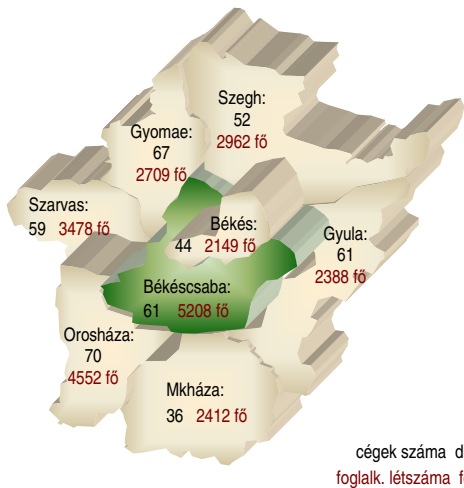 Szegh:
52
2962 fő
Gyomae:
67
2709 fő
Szarvas:
59 3478 fő
Békés:
44 2149 fő
Gyula:
61
2388 fő
Békéscsaba:
61 5208 fő
Orosháza:
70
4552 fő
Mkháza:
36 2412 fő
cégek száma d
foglalk. létszáma f